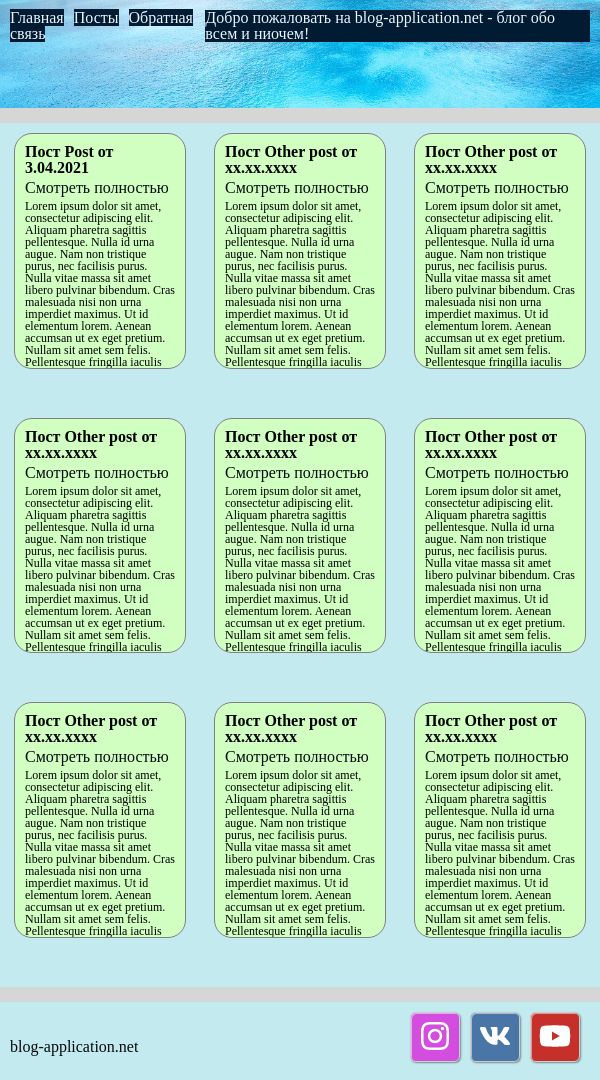 Главная Посты Обратная связь
Добро пожаловать на blog-application.net - блог обо
всем и ниочем!
Пост Post от
3.04.2021
Смотреть полностью
Lorem ipsum dolor sit amet,
consectetur adipiscing elit.
Aliquam pharetra sagittis
pellentesque. Nulla id urna
augue. Nam non tristique
purus, nec facilisis purus.
Nulla vitae massa sit amet
libero pulvinar bibendum. Cras
malesuada nisi non urna
imperdiet maximus. Ut id
elementum lorem. Aenean
accumsan ut ex eget pretium.
Nullam sit amet sem felis.
Pellentesque fringilla iaculis
Пост Other post от
xx.xx.xxxx
Смотреть полностью
Lorem ipsum dolor sit amet,
consectetur adipiscing elit.
Aliquam pharetra sagittis
pellentesque. Nulla id urna
augue. Nam non tristique
purus, nec facilisis purus.
Nulla vitae massa sit amet
libero pulvinar bibendum. Cras
malesuada nisi non urna
imperdiet maximus. Ut id
elementum lorem. Aenean
accumsan ut ex eget pretium.
Nullam sit amet sem felis.
Pellentesque fringilla iaculis
Пост Other post от
xx.xx.xxxx
Смотреть полностью
Lorem ipsum dolor sit amet,
consectetur adipiscing elit.
Aliquam pharetra sagittis
pellentesque. Nulla id urna
augue. Nam non tristique
purus, nec facilisis purus.
Nulla vitae massa sit amet
libero pulvinar bibendum. Cras
malesuada nisi non urna
imperdiet maximus. Ut id
elementum lorem. Aenean
accumsan ut ex eget pretium.
Nullam sit amet sem felis.
Pellentesque fringilla iaculis
Пост Other post от
xx.xx.xxxx
Смотреть полностью
Lorem ipsum dolor sit amet,
consectetur adipiscing elit.
Aliquam pharetra sagittis
pellentesque. Nulla id urna
augue. Nam non tristique
purus, nec facilisis purus.
Nulla vitae massa sit amet
libero pulvinar bibendum. Cras
malesuada nisi non urna
imperdiet maximus. Ut id
elementum lorem. Aenean
accumsan ut ex eget pretium.
Nullam sit amet sem felis.
Pellentesque fringilla iaculis
Пост Other post от
xx.xx.xxxx
Смотреть полностью
Lorem ipsum dolor sit amet,
consectetur adipiscing elit.
Aliquam pharetra sagittis
pellentesque. Nulla id urna
augue. Nam non tristique
purus, nec facilisis purus.
Nulla vitae massa sit amet
libero pulvinar bibendum. Cras
malesuada nisi non urna
imperdiet maximus. Ut id
elementum lorem. Aenean
accumsan ut ex eget pretium.
Nullam sit amet sem felis.
Pellentesque fringilla iaculis
Пост Other post от
xx.xx.xxxx
Смотреть полностью
Lorem ipsum dolor sit amet,
consectetur adipiscing elit.
Aliquam pharetra sagittis
pellentesque. Nulla id urna
augue. Nam non tristique
purus, nec facilisis purus.
Nulla vitae massa sit amet
libero pulvinar bibendum. Cras
malesuada nisi non urna
imperdiet maximus. Ut id
elementum lorem. Aenean
accumsan ut ex eget pretium.
Nullam sit amet sem felis.
Pellentesque fringilla iaculis
Пост Other post от
xx.xx.xxxx
Смотреть полностью
Lorem ipsum dolor sit amet,
consectetur adipiscing elit.
Aliquam pharetra sagittis
pellentesque. Nulla id urna
augue. Nam non tristique
purus, nec facilisis purus.
Nulla vitae massa sit amet
libero pulvinar bibendum. Cras
malesuada nisi non urna
imperdiet maximus. Ut id
elementum lorem. Aenean
accumsan ut ex eget pretium.
Nullam sit amet sem felis.
Pellentesque fringilla iaculis
Пост Other post от
xx.xx.xxxx
Смотреть полностью
Lorem ipsum dolor sit amet,
consectetur adipiscing elit.
Aliquam pharetra sagittis
pellentesque. Nulla id urna
augue. Nam non tristique
purus, nec facilisis purus.
Nulla vitae massa sit amet
libero pulvinar bibendum. Cras
malesuada nisi non urna
imperdiet maximus. Ut id
elementum lorem. Aenean
accumsan ut ex eget pretium.
Nullam sit amet sem felis.
Pellentesque fringilla iaculis
Пост Other post от
xx.xx.xxxx
Смотреть полностью
Lorem ipsum dolor sit amet,
consectetur adipiscing elit.
Aliquam pharetra sagittis
pellentesque. Nulla id urna
augue. Nam non tristique
purus, nec facilisis purus.
Nulla vitae massa sit amet
libero pulvinar bibendum. Cras
malesuada nisi non urna
imperdiet maximus. Ut id
elementum lorem. Aenean
accumsan ut ex eget pretium.
Nullam sit amet sem felis.
Pellentesque fringilla iaculis
blog-application.net